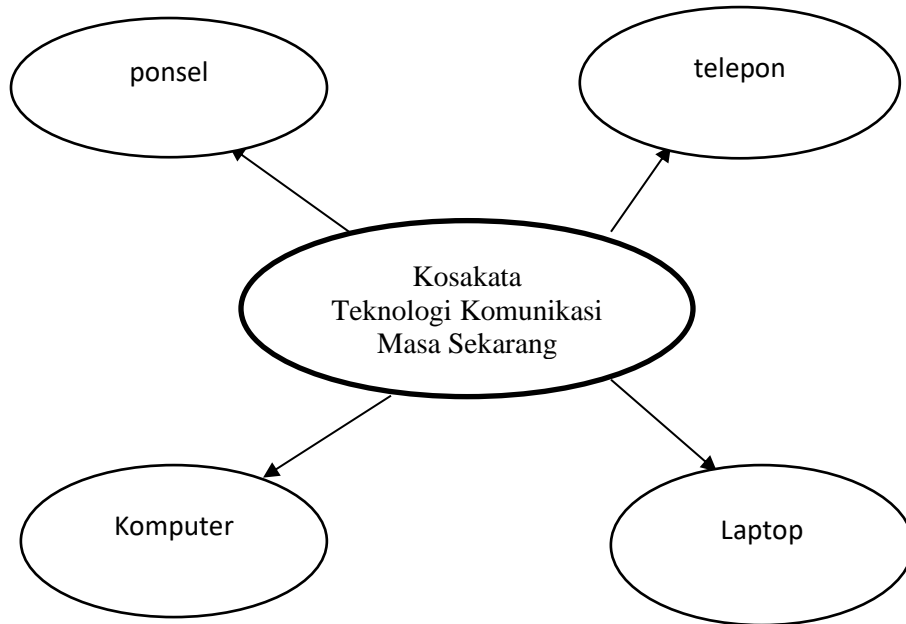 ponsel
telepon
Kosakata
Teknologi Komunikasi
Masa Sekarang
Komputer
Laptop